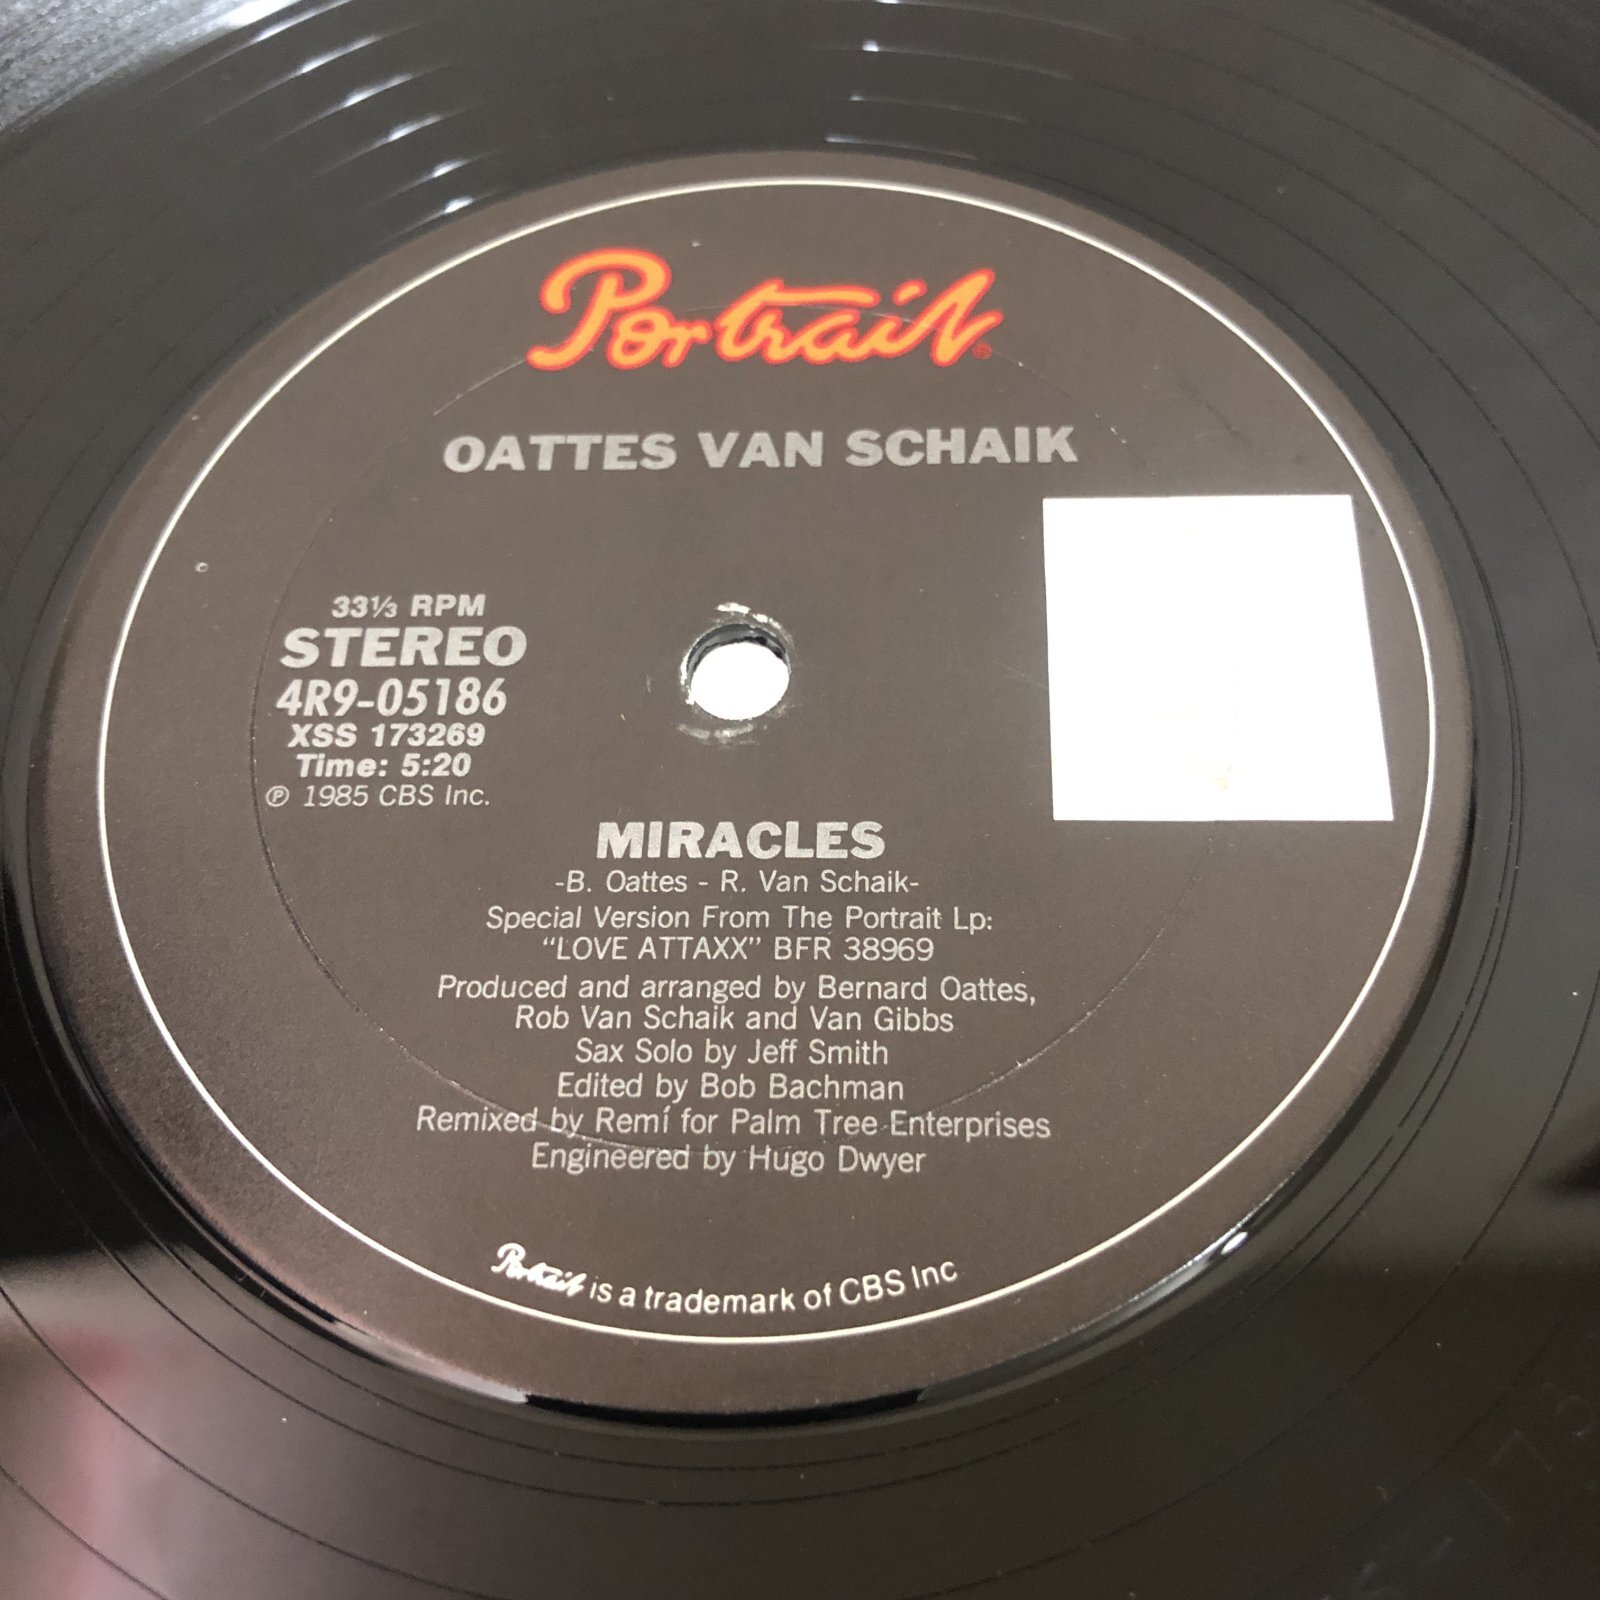 Portrait®
OATTES VAN SCHAIK
33⅓ RPM
STEREO
4R9-05186
XSS 173269
Time: 5:20
℗ 1985 CBS Inc.
MIRACLES
-B. Oattes - R. Van Schaik-
Special Version From The Portrait Lp:
“LOVE ATTAXX” BFR 38969
Produced and arranged by Bernard Oattes,
Rob Van Schaik and Van Gibbs
Sax Solo by Jeff Smith
Edited by Bob Bachman
Remixed by Remí for Palm Tree Enterprises
Engineered by Hugo Dwyer
Portrait is a trademark of CBS Inc